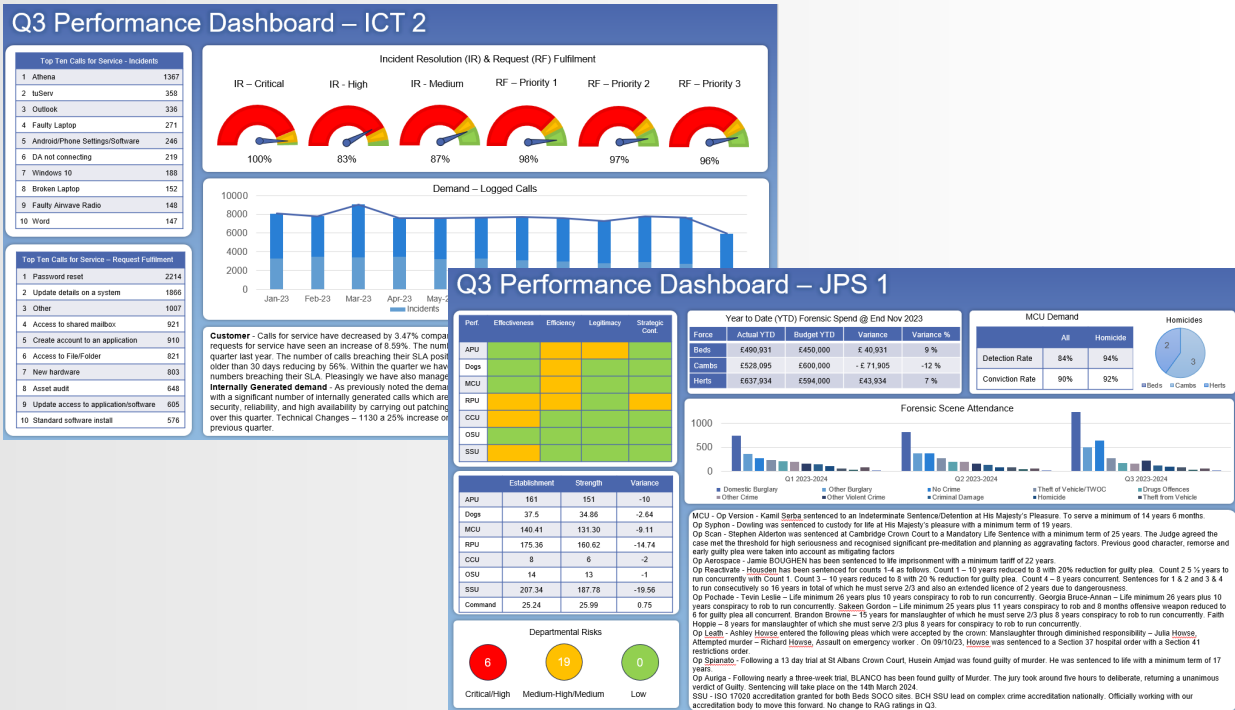 Q3 Performance Dashboard – ICT 2
Top Ten Calls for Service - Incidents
1 Athena 1367
2 tuServ 358
3 Outlook 336
4 Faulty Laptop 271
5 Android/Phone Settings/Software 246
6 DA not connecting 219
7 Windows 10 188
8 Broken Laptop 152
9 Faulty Airwave Radio 148
10 Word 147
Top Ten Calls for Service – Request Fulfilment
1 Password reset 2214
2 Update details on a system 1866
3 Other 1007
4 Access to shared mailbox 921
5 Create account to an application 910
6 Access to File/Folder 821
7 New hardware 803
8 Asset audit 648
9 Update access to application/software 605
10 Standard software install 576
Incident Resolution (IR) & Request (RF) Fulfilment
IR – Critical IR - High IR - Medium RF – Priority 1 RF – Priority 2 RF – Priority 3
100% 83% 87% 98% 97% 96%
Demand – Logged Calls
10000
8000
6000
4000
2000
0
Jan-23 Feb-23 Mar-23 Apr-23 May-2
Incidents
Customer - Calls for service have decreased by 3.47% compar
requests for service have seen an increase of 8.59%. The numb
quarter last year. The number of calls breaching their SLA posi
older than 30 days reducing by 56%. Within the quarter we have
numbers breaching their SLA. Pleasingly we have also manage
Internally Generated demand - As previously noted the deman
with a significant number of internally generated calls which are
security, reliability, and high availability by carrying out patching
over this quarter. Technical Changes – 1130 a 25% increase on
previous quarter.
Q3 Performance Dashboard – JPS 1
Perf. Effectiveness Efficiency Legitimacy Strategic Cont.
APU
Dogs
MCU
RPU
CCU
OSU
SSU
Establishment Strength Variance
APU 161 151 -10
Dogs 37.5 34.86 -2.64
MCU 140.41 131.30 -9.11
RPU 175.36 160.62 -14.74
CCU 8 6 -2
OSU 14 13 -1
SSU 207.34 187.78 -19.56
Command 25.24 25.99 0.75
Departmental Risks
6 19 0
Critical/High Medium-High/Medium Low
Year to Date (YTD) Forensic Spend @ End Nov 2023
Force Actual YTD Budget YTD Variance Variance %
Beds £490,931 £450,000 £ 40,931 9 %
Cambs £528,095 £600,000 - £ 71,905 -12 %
Herts £637,934 £594,000 £43,934 7 %
MCU Demand
All Homicide
Detection Rate 84% 94%
Conviction Rate 90% 92%
Homicides
2
3
Beds Cambs Herts
Forensic Scene Attendance
1000
500
0
Q1 2023-2024 Q2 2023-2024 Q3 2023-2024
Domestic Burglary Other Burglary No Crime Theft of Vehicle/TWOC Drugs Offences
Other Crime Other Violent Crime Criminal Damage Homicide Theft from Vehicle
MCU - Op Version - Kamil Serba sentenced to an Indeterminate Sentence/Detention at His Majesty's Pleasure. To serve a minimum of 14 years 6 months.
Op Syphon - Dowling was sentenced to custody for life at His Majesty's pleasure with a minimum term of 19 years.
Op Scan - Stephen Alderton was sentenced at Cambridge Crown Court to a Mandatory Life Sentence with a minimum term of 25 years. The Judge agreed the
case met the threshold for high seriousness and recognised significant pre-meditation and planning as aggravating factors. Previous good character, remorse and
early guilty plea were taken into account as mitigating factors
Op Aerospace - Jamie BOUGHEN has been sentenced to life imprisonment with a minimum tariff of 22 years.
Op Reactivate - Housden has been sentenced for counts 1-4 as follows. Count 1 – 10 years reduced to 8 with 20% reduction for guilty plea. Count 2 5 ½ years to
run concurrently with Count 1. Count 3 – 10 years reduced to 8 with 20 % reduction for guilty plea. Count 4 – 8 years concurrent. Sentences for 1 & 2 and 3 & 4
to run consecutively so 16 years in total of which he must serve 2/3 and also an extended licence of 2 years due to dangerousness.
Op Pochade - Tevin Leslie – Life minimum 26 years plus 10 years conspiracy to rob to run concurrently. Georgia Bruce-Annan – Life minimum 26 years plus 10
years conspiracy to rob to run concurrently. Sakeen Gordon – Life minimum 25 years plus 11 years conspiracy to rob and 8 months offensive weapon reduced to
6 for guilty plea all concurrent. Brandon Browne – 15 years for manslaughter of which he must serve 2/3 plus 8 years conspiracy to rob to run concurrently. Faith
Hoppie – 8 years for manslaughter of which she must serve 2/3 plus 8 years for conspiracy to rob to run concurrently.
Op Leath - Ashley Howse entered the following pleas which were accepted by the crown: Manslaughter through diminished responsibility – Julia Howse,
Attempted murder – Richard Howse, Assault on emergency worker . On 09/10/23, Howse was sentenced to a Section 37 hospital order with a Section 41
restrictions order.
Op Spianato - Following a 13 day trial at St Albans Crown Court, Husein Amjad was found guilty of murder. He was sentenced to life with a minimum term of 17
years.
Op Auriga - Following nearly a three-week trial, BLANCO has been found guilty of Murder. The jury took around five hours to deliberate, returning a unanimous
verdict of Guilty. Sentencing will take place on the 14th March 2024.
SSU - ISO 17020 accreditation granted for both Beds SOCO sites. BCH SSU lead on complex crime accreditation nationally. Officially working with our
accreditation body to move this forward. No change to RAG ratings in Q3.